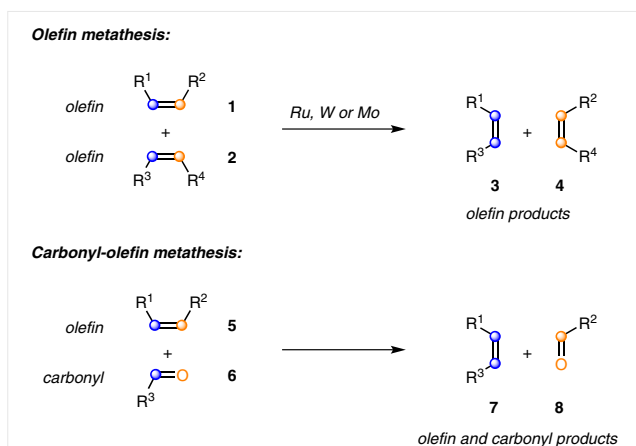 Olefin metathesis:
R¹ R²
olefin 1
+
olefin 2
R³ R⁴
Ru, W or Mo
R¹ R²
+
R³ R⁴
3 4
olefin products
Carbonyl-olefin metathesis:
R¹ R²
olefin 5
+
carbonyl O 6
R³
R¹ R²
+
R³ O
7 8
olefin and carbonyl products